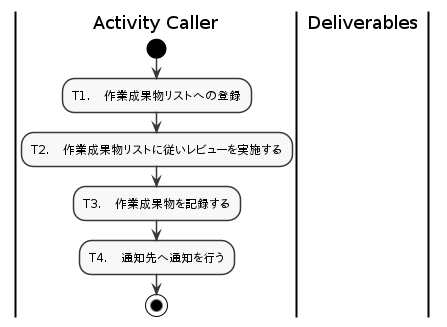 Activity Caller
Deliverables
T1.　作業成果物リストへの登録
T2.　作業成果物リストに従いレビューを実施する
T3.　作業成果物を記録する
T4.　通知先へ通知を行う